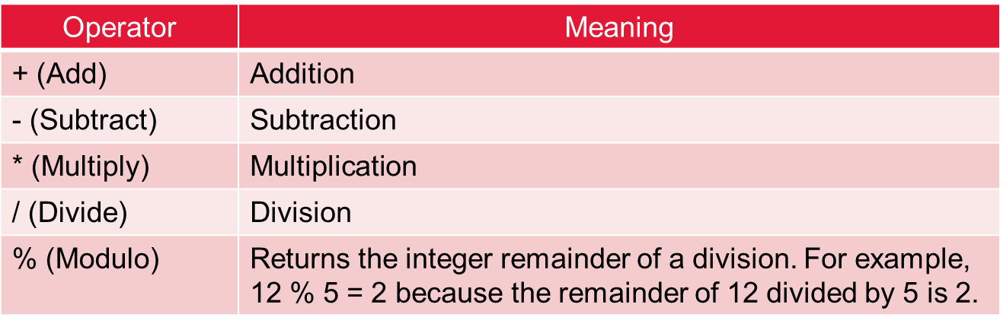 Operator Meaning
+ (Add) Addition
- (Subtract) Subtraction
* (Multiply) Multiplication
/ (Divide) Division
% (Modulo) Returns the integer remainder of a division. For example,
12 % 5 = 2 because the remainder of 12 divided by 5 is 2.